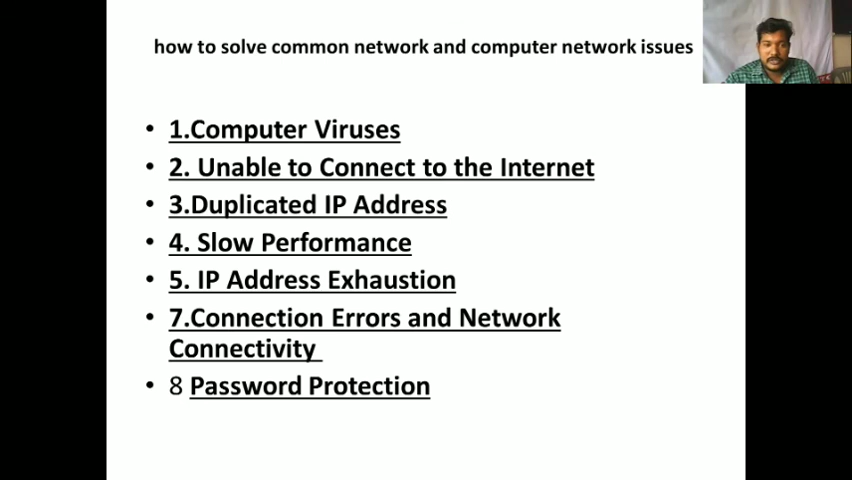 how to solve common network and computer network issues
• 1.Computer Viruses
• 2. Unable to Connect to the Internet
• 3.Duplicated IP Address
• 4. Slow Performance
• 5. IP Address Exhaustion
• 7.Connection Errors and Network
Connectivity
• 8 Password Protection